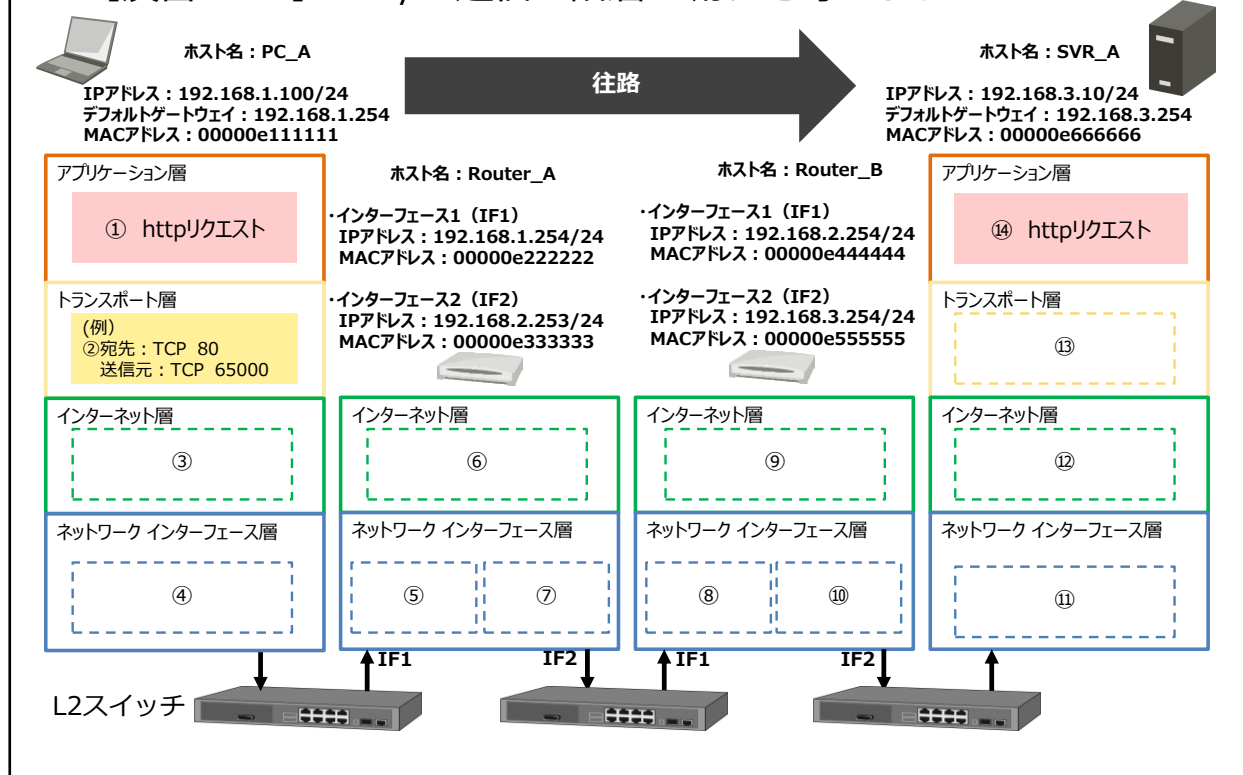 ホスト名:PC_A
IPアドレス:192.168.1.100/24
デフォルトゲートウェイ:192.168.1.254
MACアドレス:00000e111111
往路
ホスト名:SVR_A
IPアドレス:192.168.3.10/24
デフォルトゲートウェイ:192.168.3.254
MACアドレス:00000e666666
アプリケーション層
① httpリクエスト
トランスポート層
(例)
②宛先:TCP 80
送信元:TCP 65000
インターネット層
③
ネットワーク インターフェース層
④
ホスト名:Router_A
・インターフェース1(IF1)
IPアドレス:192.168.1.254/24
MACアドレス:00000e222222
・インターフェース2(IF2)
IPアドレス:192.168.2.253/24
MACアドレス:00000e333333
インターネット層
⑥
ネットワーク インターフェース層
⑤
⑦
ホスト名:Router_B
・インターフェース1(IF1)
IPアドレス:192.168.2.254/24
MACアドレス:00000e444444
・インターフェース2(IF2)
IPアドレス:192.168.3.254/24
MACアドレス:00000e555555
インターネット層
⑨
ネットワーク インターフェース層
⑧
⑩
アプリケーション層
⑭ httpリクエスト
トランスポート層
⑬
インターネット層
⑫
ネットワーク インターフェース層
⑪
IF1
IF2
IF1
IF2
L2スイッチ